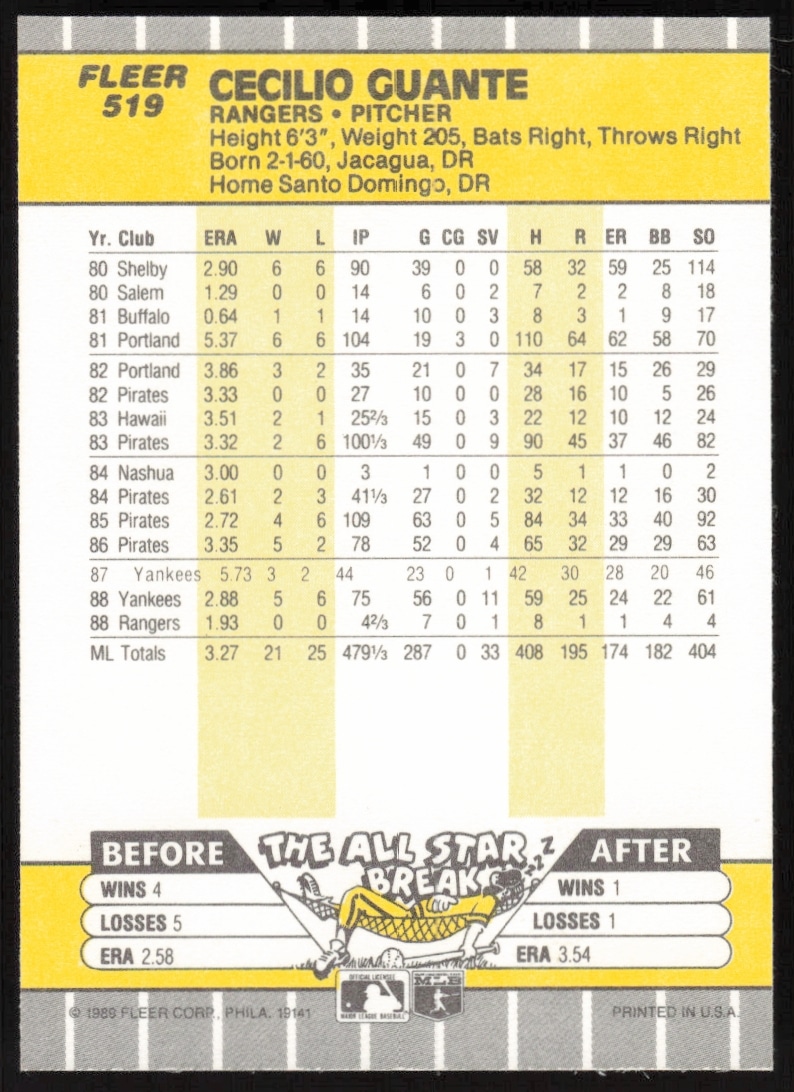 FLEER
519
CECILIO GUANTE
RANGERS • PITCHER
Height 6'3", Weight 205, Bats Right, Throws Right
Born 2-1-60, Jacagua, DR
Home Santo Domingo, DR
Yr. Club ERA W L IP G CG SV H R ER BB SO
80 Shelby 2.90 6 6 90 39 0 0 58 32 59 25 114
80 Salem 1.29 0 0 14 6 0 2 7 2 2 8 18
81 Buffalo 0.64 1 1 14 10 0 3 8 3 1 9 17
81 Portland 5.37 6 6 104 19 3 0 110 64 62 58 70
82 Portland 3.86 3 2 35 21 0 7 34 17 15 26 29
82 Pirates 3.33 0 0 27 10 0 0 28 16 10 5 26
83 Hawaii 3.51 2 1 25⅔ 15 0 3 22 12 10 12 24
83 Pirates 3.32 2 6 100⅓ 49 0 9 90 45 37 46 82
84 Nashua 3.00 0 0 3 1 0 0 5 1 1 0 2
84 Pirates 2.61 2 3 41⅓ 27 0 2 32 12 12 16 30
85 Pirates 2.72 4 6 109 63 0 5 84 34 33 40 92
86 Pirates 3.35 5 2 78 52 0 4 65 32 29 29 63
87 Yankees 5.73 3 2 44 23 0 1 42 30 28 20 46
88 Yankees 2.88 5 6 75 56 0 11 59 25 24 22 61
88 Rangers 1.93 0 0 4⅔ 7 0 1 8 1 1 4 4
ML Totals 3.27 21 25 479⅓ 287 0 33 408 195 174 182 404
BEFORE THE ALL STAR BREAK ZZZ AFTER
WINS 4 WINS 1
LOSSES 5 LOSSES 1
ERA 2.58 ERA 3.54
OFFICIAL LICENSEE
MAJOR LEAGUE BASEBALL
MLB
© 1989 FLEER CORP., PHILA. 19141 PRINTED IN U.S.A.